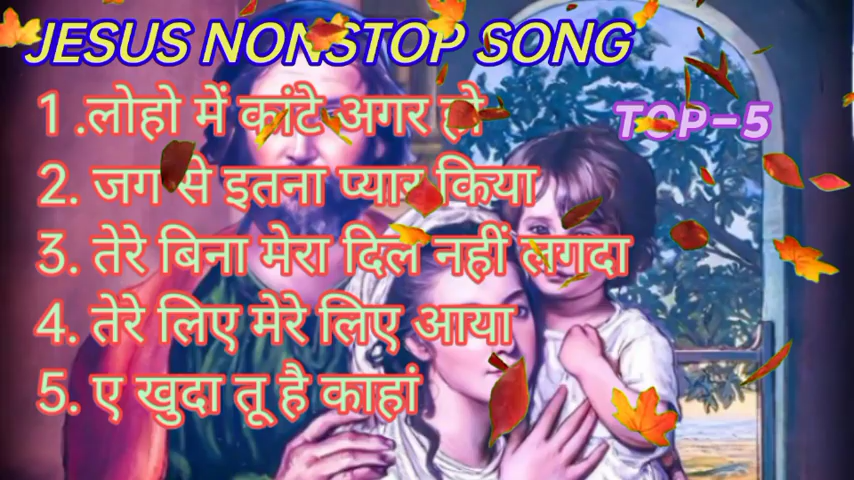 JESUS NONSTOP SONG
TOP-5
1 .लोहो में कांटे अगर हो
2. जग से इतना प्यार किया
3. तेरे बिना मेरा दिल नहीं लगदा
4. तेरे लिए मेरे लिए आया
5. ए खुदा तू है काहां